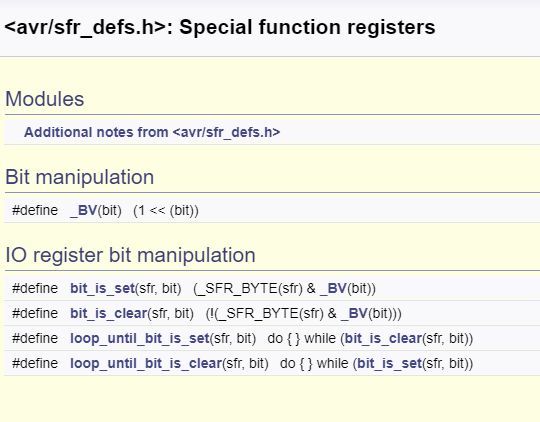 <avr/sfr_defs.h>: Special function registers
Modules
Additional notes from <avr/sfr_defs.h>
Bit manipulation
#define _BV(bit) (1 << (bit))
IO register bit manipulation
#define bit_is_set(sfr, bit) (_SFR_BYTE(sfr) & _BV(bit))
#define bit_is_clear(sfr, bit) (!(_SFR_BYTE(sfr) & _BV(bit)))
#define loop_until_bit_is_set(sfr, bit) do { } while (bit_is_clear(sfr, bit))
#define loop_until_bit_is_clear(sfr, bit) do { } while (bit_is_set(sfr, bit))